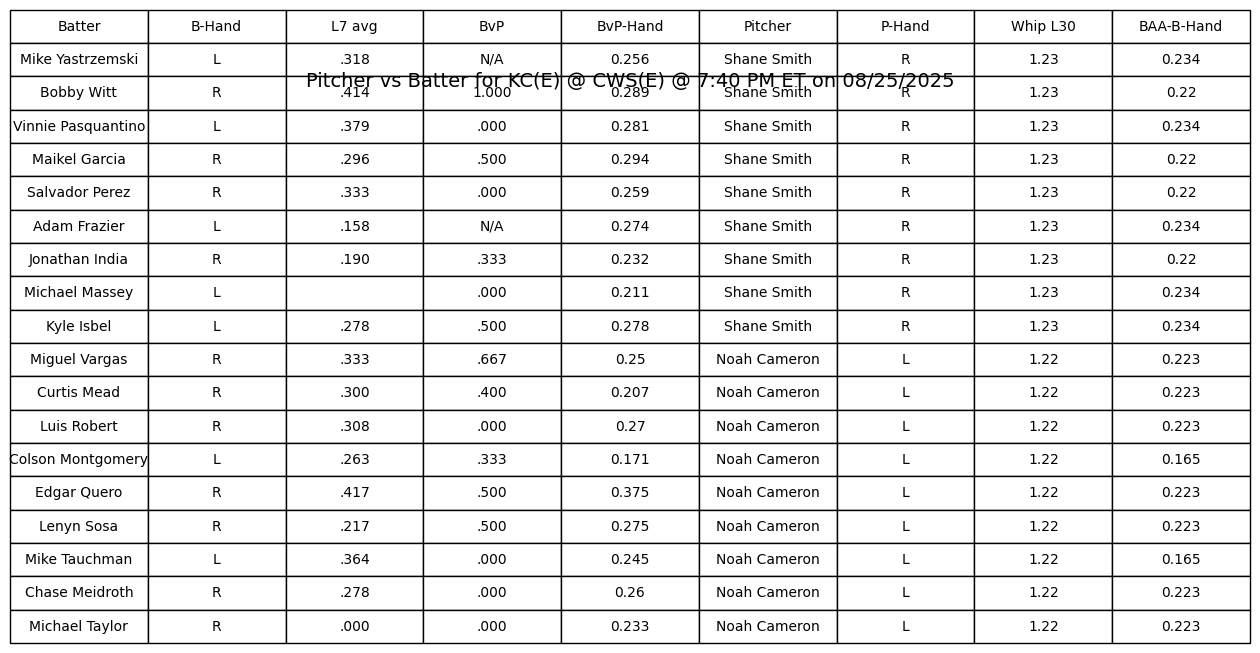 Batter B-Hand L7 avg BvP BvP-Hand Pitcher P-Hand Whip L30 BAA-B-Hand
Mike Yastrzemski L .318 N/A 0.256 Shane Smith R 1.23 0.234
Pitcher vs Batter for KC(E) @ CWS(E) @ 7:40 PM ET on 08/25/2025
Bobby Witt R .414 1.000 0.289 Shane Smith R 1.23 0.22
Vinnie Pasquantino L .379 .000 0.281 Shane Smith R 1.23 0.234
Maikel Garcia R .296 .500 0.294 Shane Smith R 1.23 0.22
Salvador Perez R .333 .000 0.259 Shane Smith R 1.23 0.22
Adam Frazier L .158 N/A 0.274 Shane Smith R 1.23 0.234
Jonathan India R .190 .333 0.232 Shane Smith R 1.23 0.22
Michael Massey L .000 0.211 Shane Smith R 1.23 0.234
Kyle Isbel L .278 .500 0.278 Shane Smith R 1.23 0.234
Miguel Vargas R .333 .667 0.25 Noah Cameron L 1.22 0.223
Curtis Mead R .300 .400 0.207 Noah Cameron L 1.22 0.223
Luis Robert R .308 .000 0.27 Noah Cameron L 1.22 0.223
Colson Montgomery L .263 .333 0.171 Noah Cameron L 1.22 0.165
Edgar Quero R .417 .500 0.375 Noah Cameron L 1.22 0.223
Lenyn Sosa R .217 .500 0.275 Noah Cameron L 1.22 0.223
Mike Tauchman L .364 .000 0.245 Noah Cameron L 1.22 0.165
Chase Meidroth R .278 .000 0.26 Noah Cameron L 1.22 0.223
Michael Taylor R .000 .000 0.233 Noah Cameron L 1.22 0.223